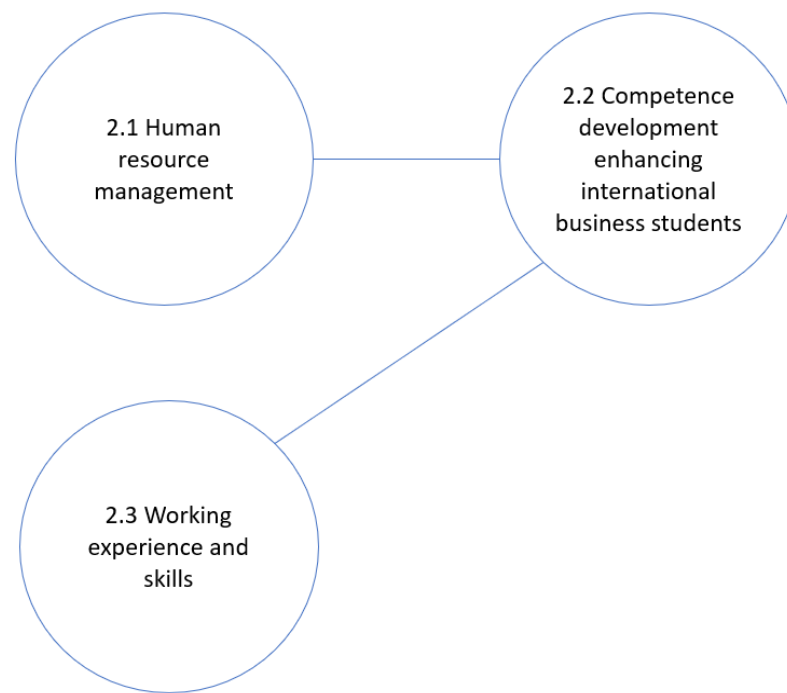 2.1 Human
resource
management
2.2 Competence
development
enhancing
international
business students
2.3 Working
experience and
skills